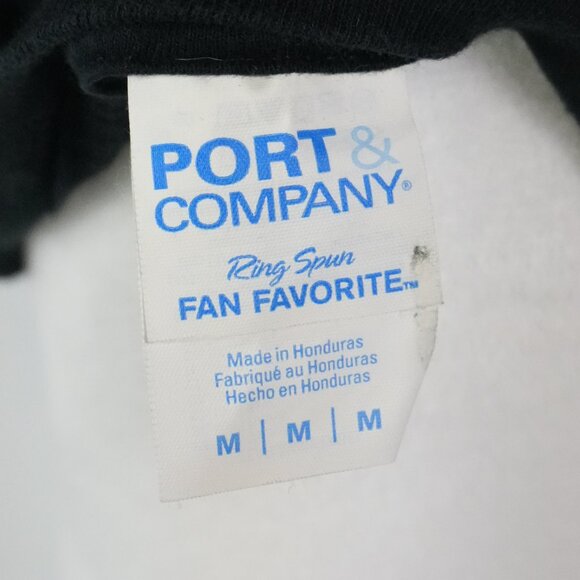 PORT &
COMPANY®
Ring Spun
FAN FAVORITE™
Made in Honduras
Fabriqué au Honduras
Hecho en Honduras
M | M | M